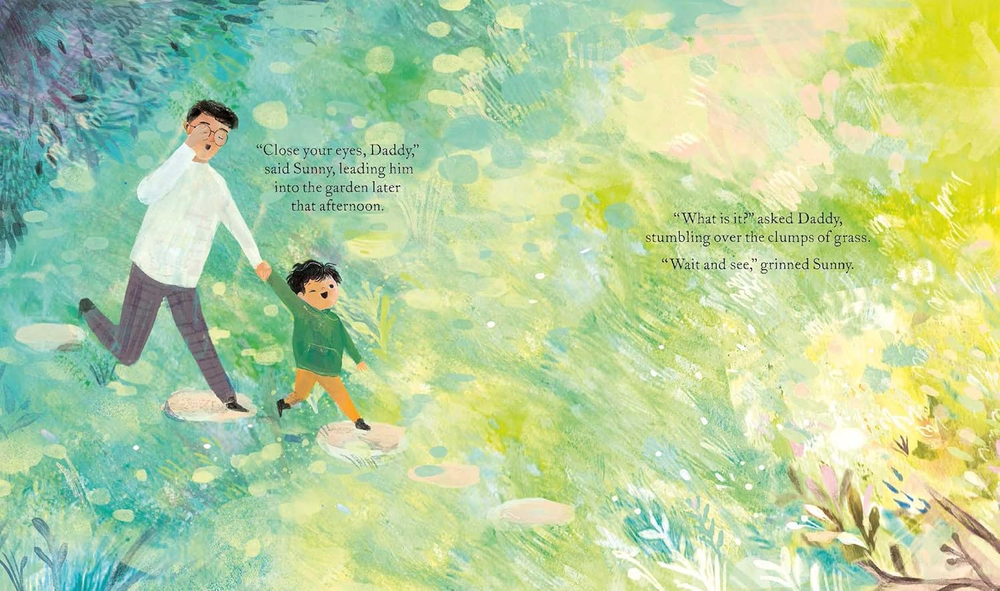 “Close your eyes, Daddy,”
said Sunny, leading him
into the garden later
that afternoon.
“What is it?” asked Daddy,
stumbling over the clumps of grass.
“Wait and see,” grinned Sunny.